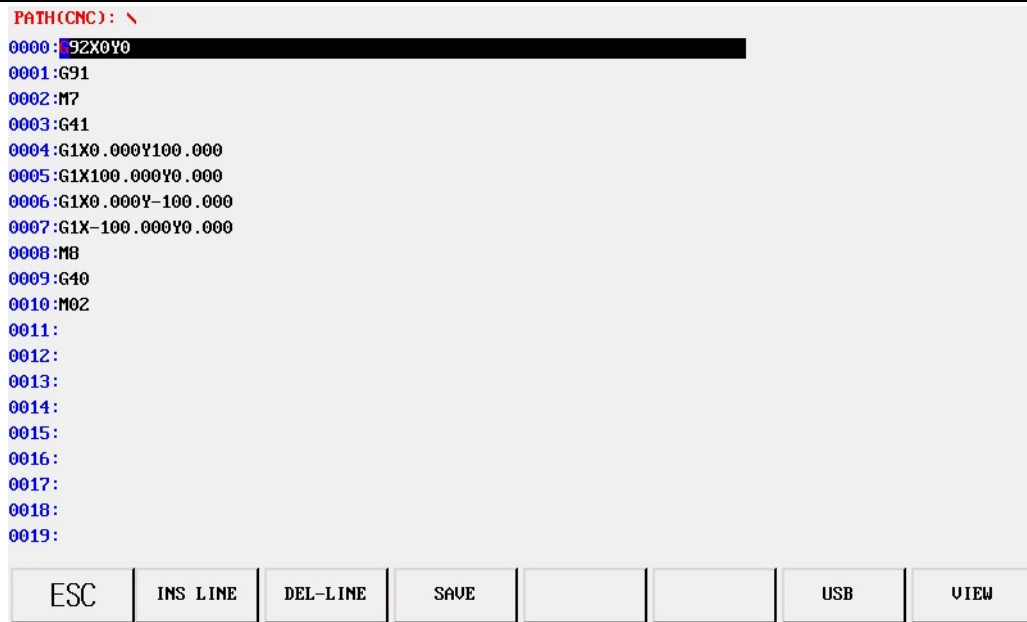 PATH(CNC): \
0000:G92X0Y0
0001:G91
0002:M7
0003:G41
0004:G1X0.000Y100.000
0005:G1X100.000Y0.000
0006:G1X0.000Y-100.000
0007:G1X-100.000Y0.000
0008:M8
0009:G40
0010:M02
0011:
0012:
0013:
0014:
0015:
0016:
0017:
0018:
0019:
ESC INS LINE DEL-LINE SAVE USB VIEW